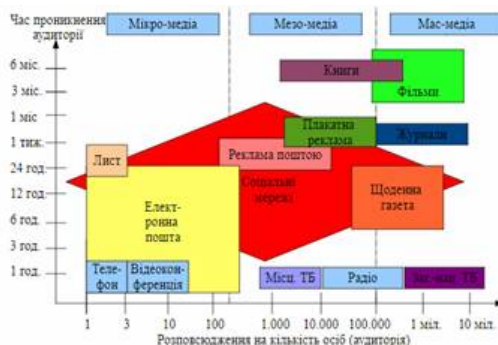 Час проникнення
аудиторії
Мікро-медіа
Мезо-медіа
Мас-медіа
6 міс.
3 міс.
1 міс
1 тиж.
24 год
12 год
6 год.
3 год.
1 год.
Книги
Фільми
Плакатна
реклама
Журнали
Лист
Реклама поштою
Соціальні
мережі
Щоденна
газета
Елект-
ронна
пошта
Теле-
фон
Відеокон-
ференція
Місц. ТБ
Радіо
ТБ
1
3
10
100
1.000
10.000
100.000
1 міл.
10 міл.
Розповсюдження на кількість осіб (аудиторія)